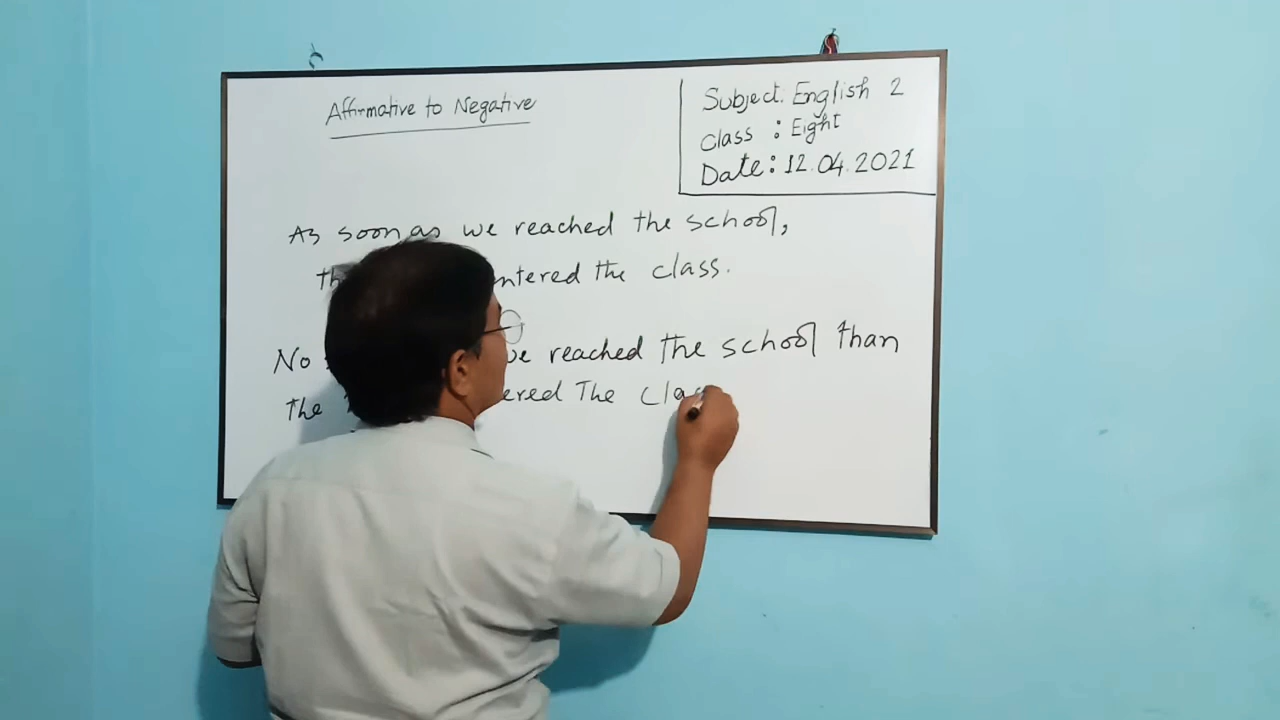 Affirmative to Negative
Subject: English 2
Class : Eight
Date: 12.04.2021
As soon as we reached the school,
entered the class.
No we reached the school than
the The